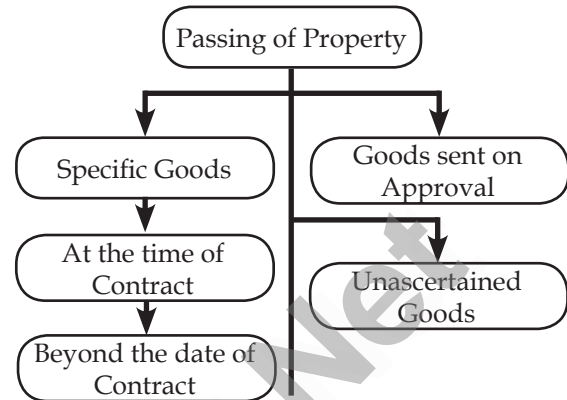 Passing of Property
Specific Goods
Goods sent on
Approval
At the time of
Contract
Unascertained
Goods
Beyond the date of
Contract
Net